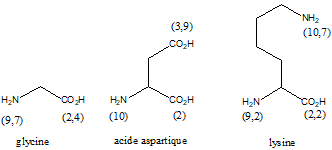 NH₂
(10,7)
(3,9)
CO₂H
H₂N CO₂H
(9,7) (2,4)
H₂N CO₂H
(10) (2)
H₂N CO₂H
(9,2) (2,2)
glycine
acide aspartique
lysine